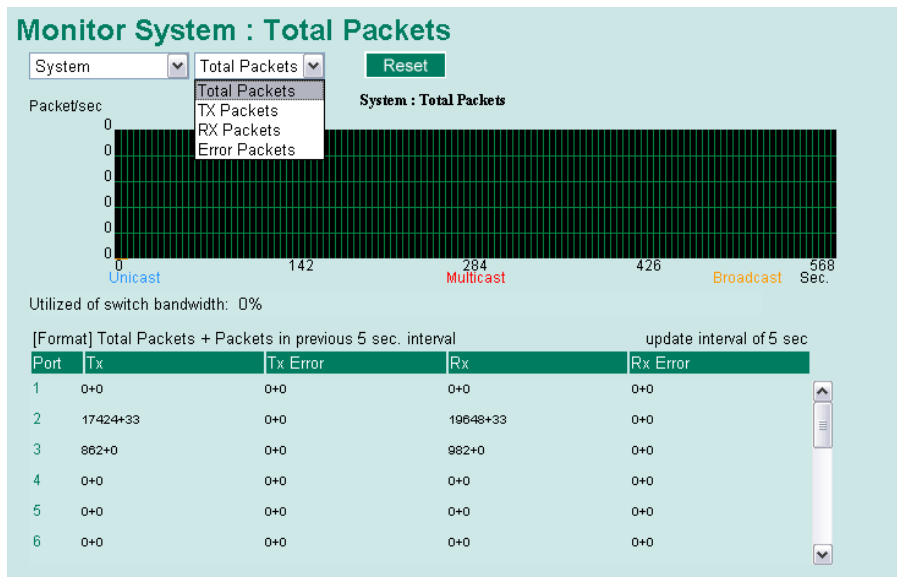 Monitor System : Total Packets
System Total Packets Reset
Total Packets
TX Packets
RX Packets
Error Packets
Packet/sec
System : Total Packets
0
0
0
0
0
0
0 142 284 426 568
Unicast Multicast Broadcast Sec.
Utilized of switch bandwidth: 0%
[Format] Total Packets + Packets in previous 5 sec. interval update interval of 5 sec
Port Tx Tx Error Rx Rx Error
1 0+0 0+0 0+0 0+0
2 17424+33 0+0 19648+33 0+0
3 862+0 0+0 982+0 0+0
4 0+0 0+0 0+0 0+0
5 0+0 0+0 0+0 0+0
6 0+0 0+0 0+0 0+0